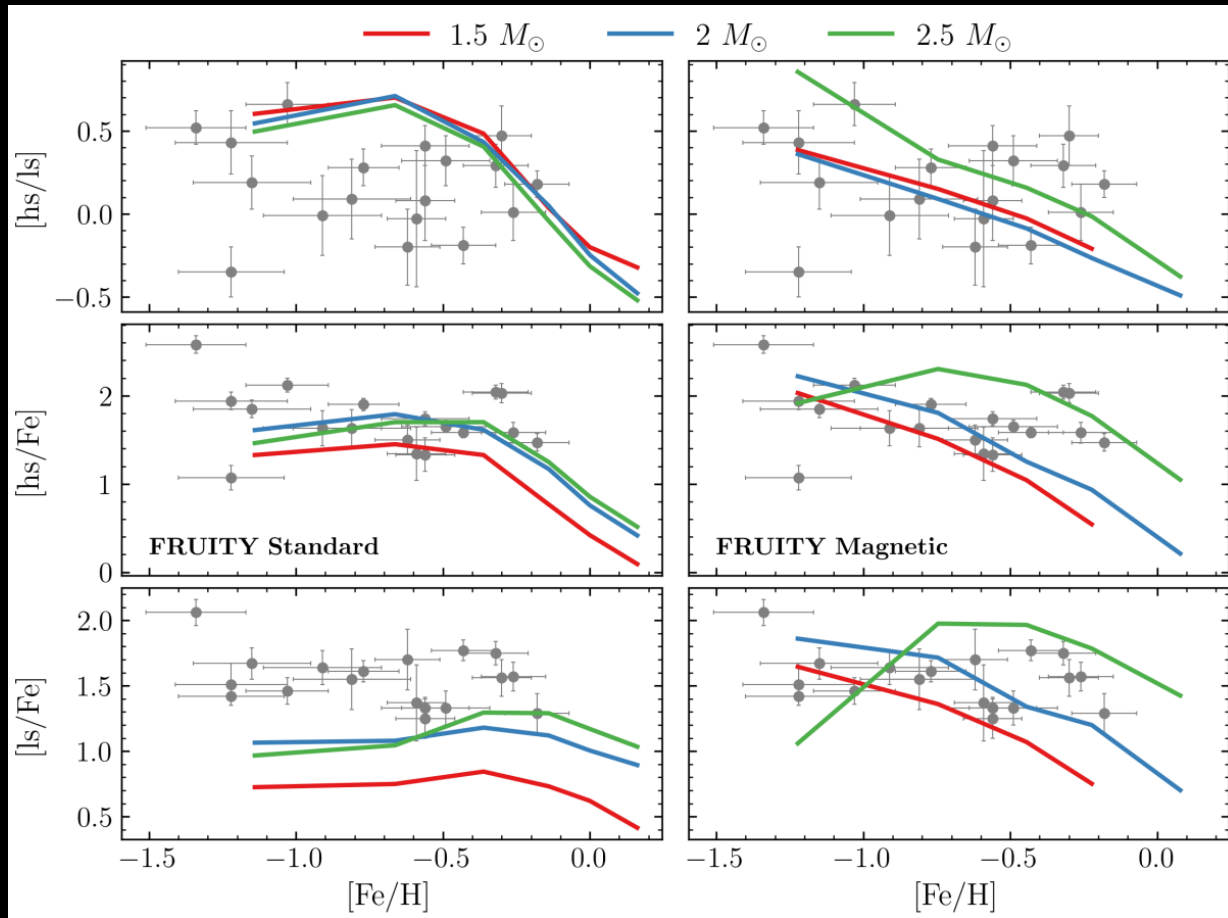 1.5 M⊙ 2 M⊙ 2.5 M⊙
[hs/ls]
0.5
0.0
−0.5
[hs/Fe]
2
1
0
FRUITY Standard
FRUITY Magnetic
[ls/Fe]
2.0
1.5
1.0
0.5
−1.5 −1.0 −0.5 0.0
−1.5 −1.0 −0.5 0.0
[Fe/H] [Fe/H]